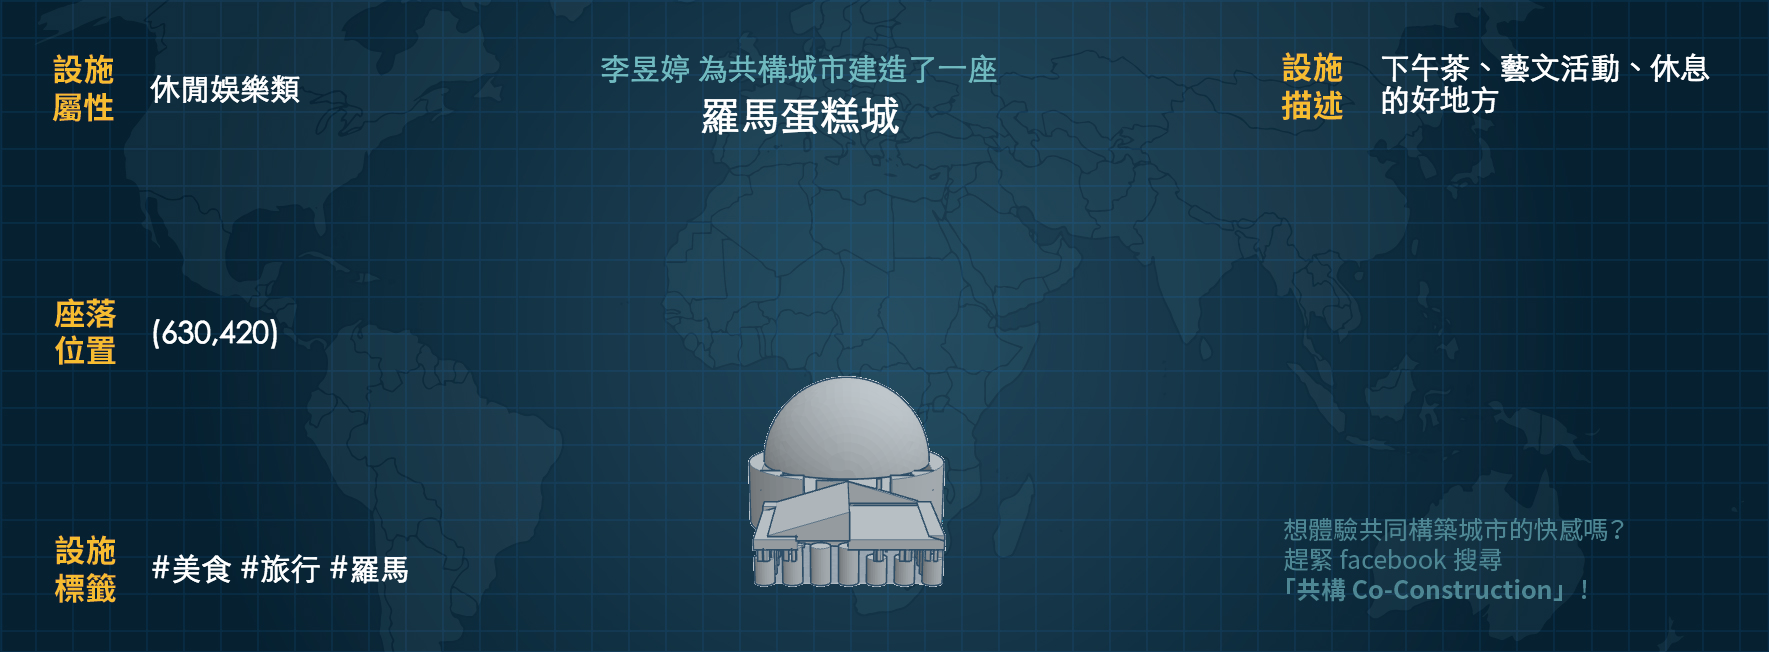 設施
屬性
休閒娛樂類
李昱婷 為共構城市建造了一座
羅馬蛋糕城
設施
描述
下午茶、藝文活動、休息
的好地方
座落
位置
(630,420)
設施
標籤
#美食 #旅行 #羅馬
想體驗共同構築城市的快感嗎？
趕緊 facebook 搜尋
「共構 Co-Construction」！